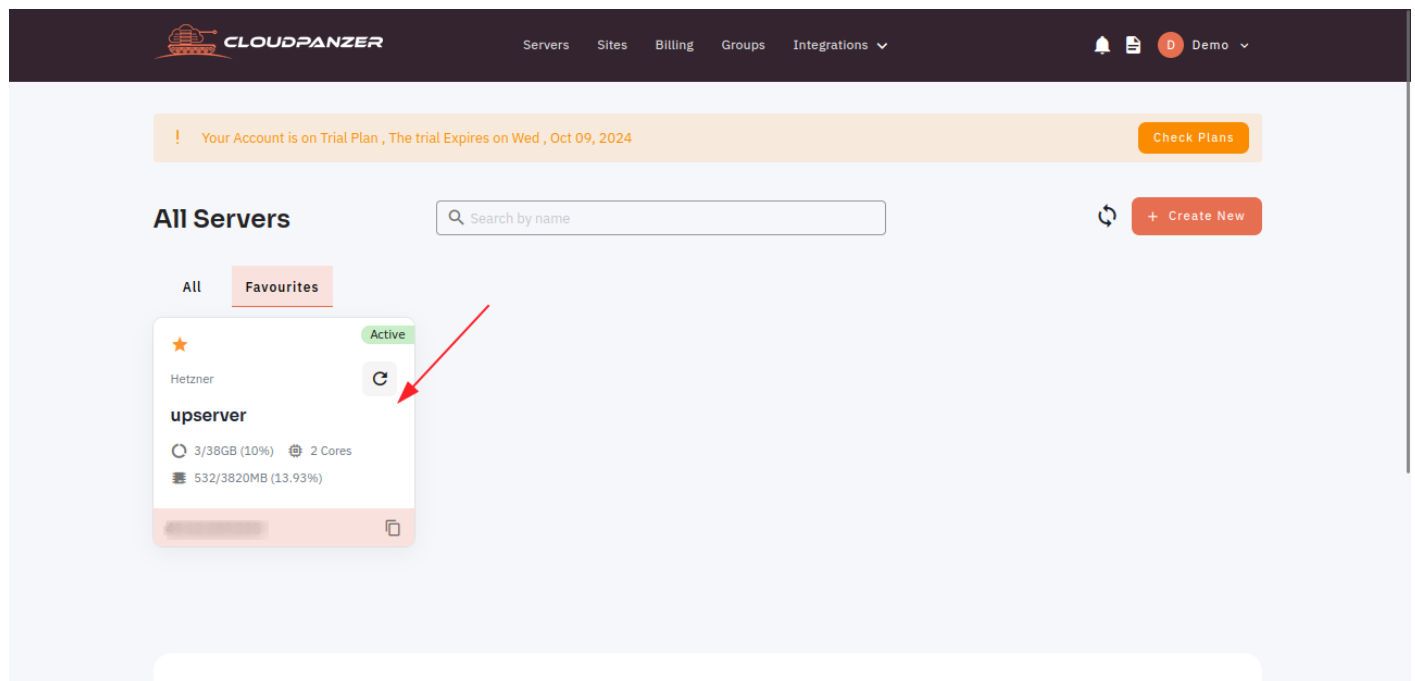 CLOUDPANZER Servers Sites Billing Groups Integrations D Demo
! Your Account is on Trial Plan , The trial Expires on Wed , Oct 09, 2024 Check Plans
All Servers Search by name + Create New
All Favourites
Active
Hetzner
upserver
3/38GB (10%) 2 Cores
532/3820MB (13.93%)